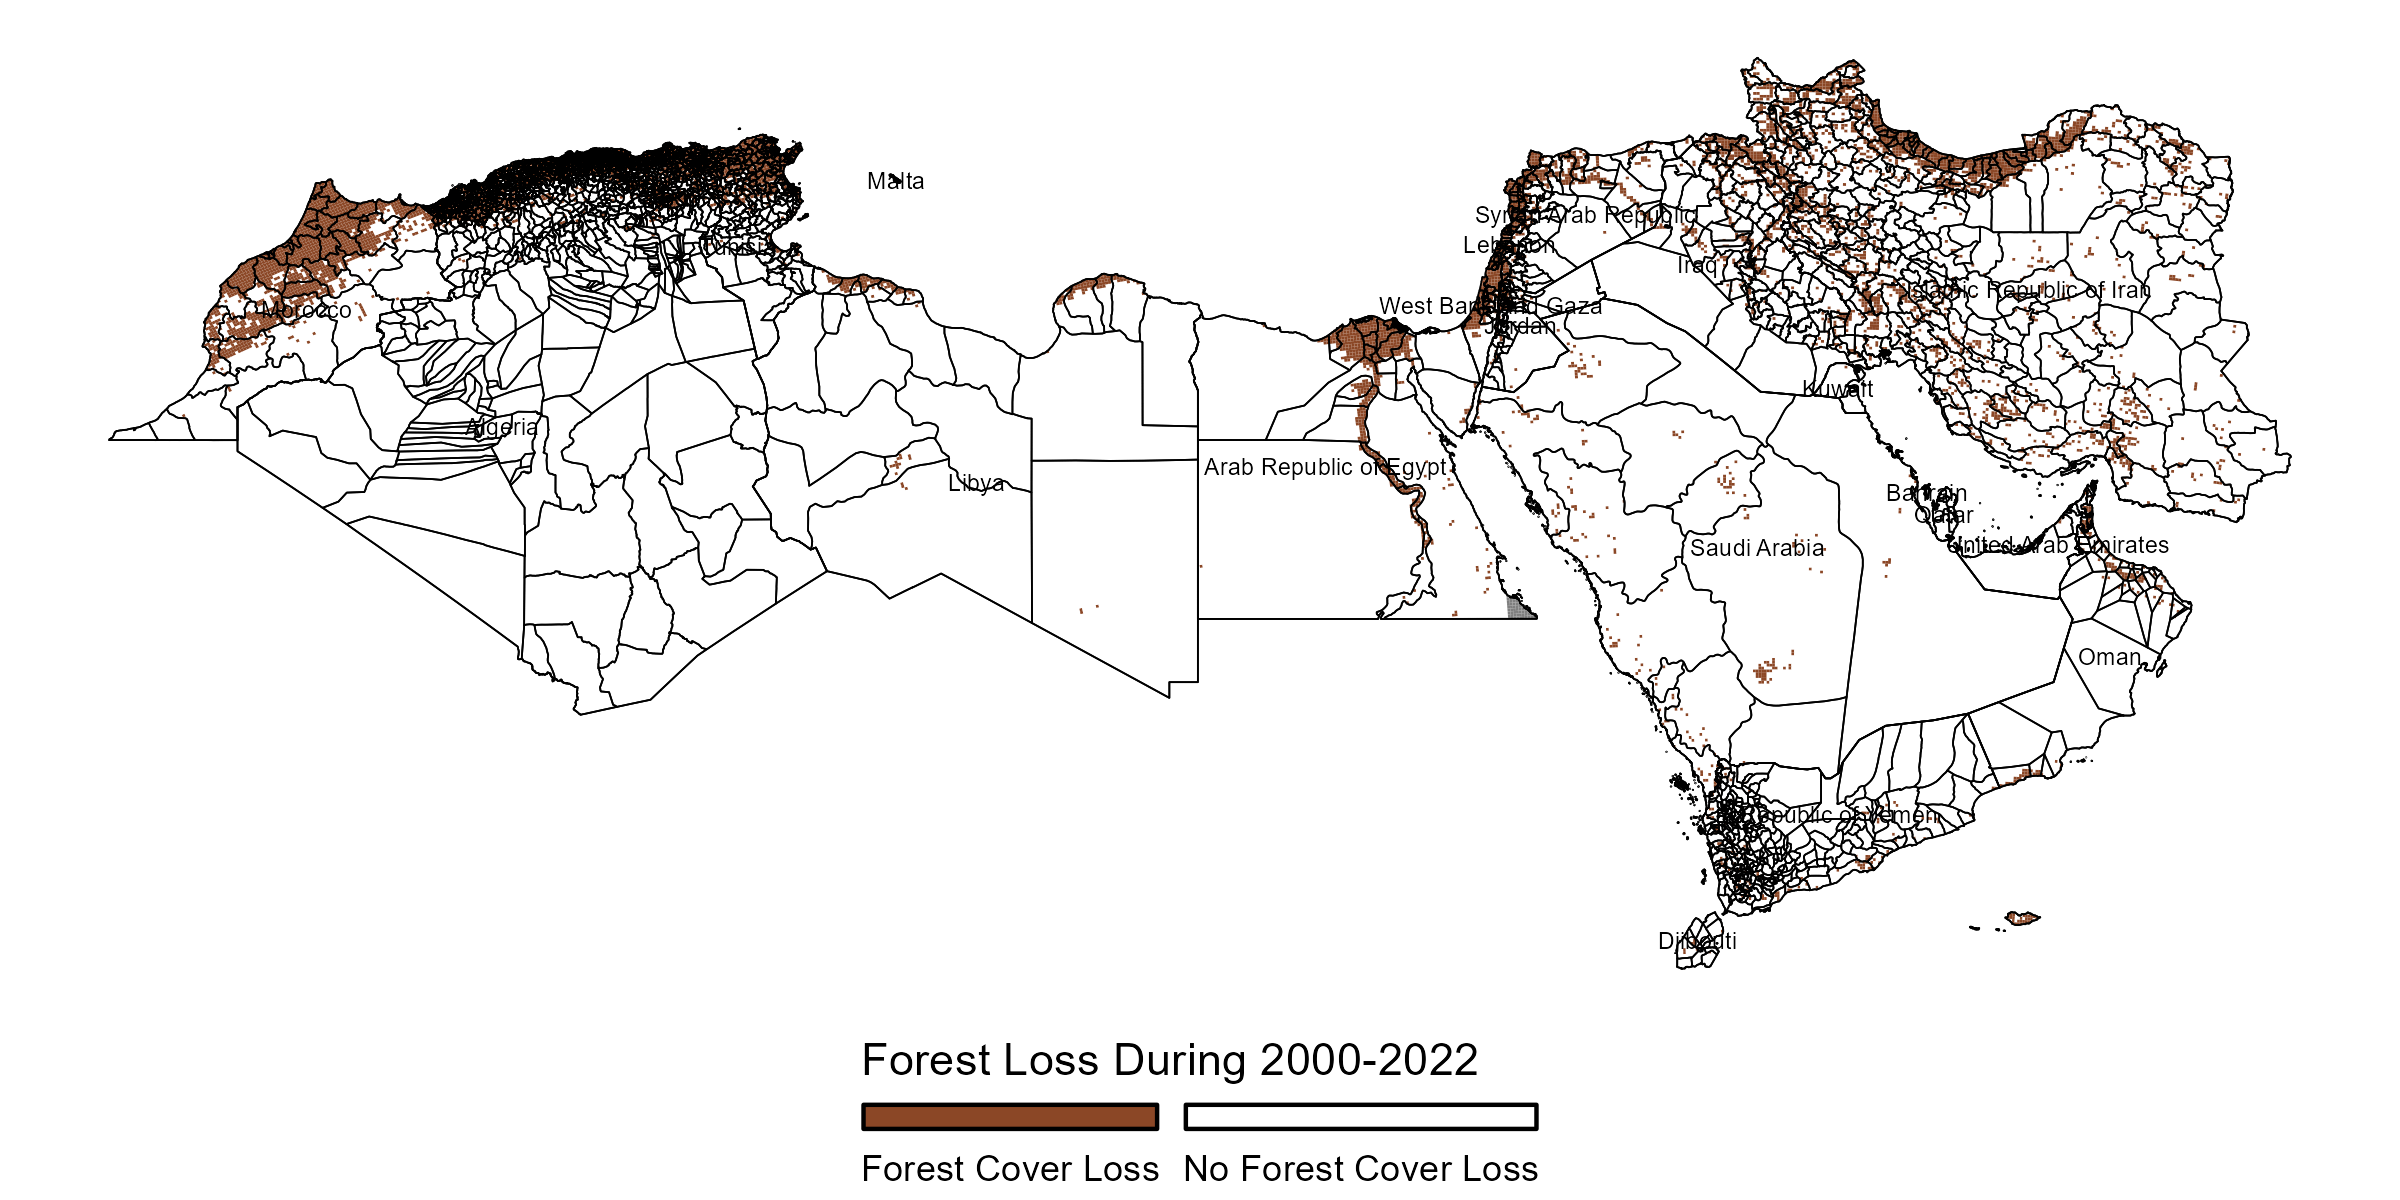 Malta
Syrian Arab Republic
Tunisia
Lebanon
Iraq
Islamic Republic of Iran
Morocco
West Bank and Gaza
Jordan
Kuwait
Algeria
Arab Republic of Egypt
Libya
Bahrain
Qatar
Saudi Arabia
United Arab Emirates
Oman
Republic of Yemen
Djibouti
Forest Loss During 2000-2022
Forest Cover Loss
No Forest Cover Loss